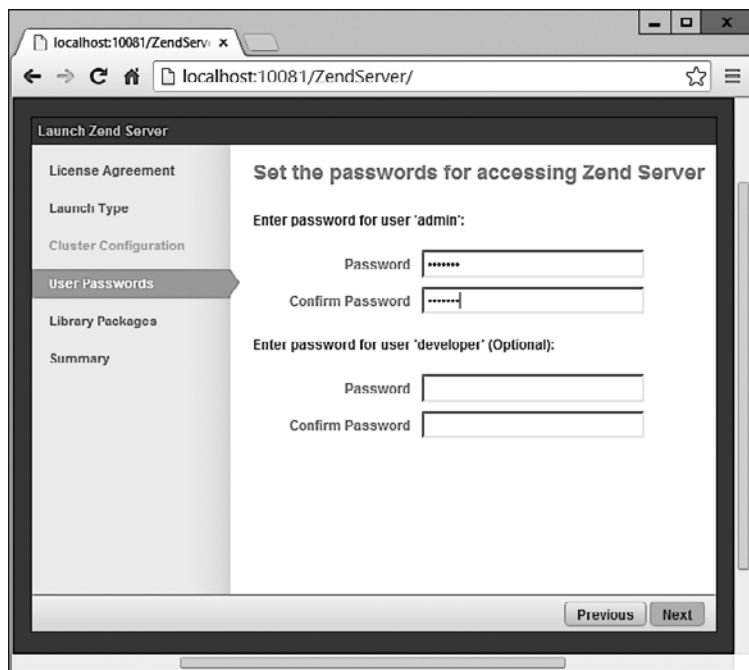 localhost:10081/ZendServ
localhost:10081/ZendServer/
Launch Zend Server
License Agreement
Launch Type
Cluster Configuration
User Passwords
Library Packages
Summary
Set the passwords for accessing Zend Server
Enter password for user 'admin':
Password •••••••
Confirm Password •••••••
Enter password for user 'developer' (Optional):
Password
Confirm Password
Previous Next